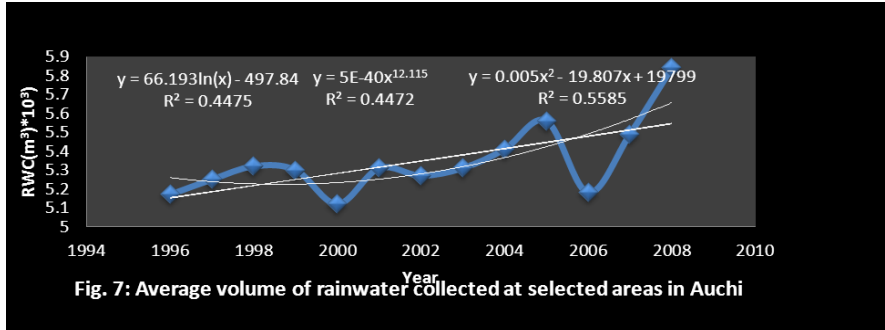 5.9
5.8
5.7
5.6
5.5
5.4
5.3
5.2
5.1
5
RWC(m³)*10³)
y = 66.193ln(x) - 497.84
R² = 0.4475
y = 5E-40x¹²·¹¹⁵
R² = 0.4472
y = 0.005x² - 19.807x + 19799
R² = 0.5585
1994 1996 1998 2000 2002 2004 2006 2008 2010
Year
Fig. 7: Average volume of rainwater collected at selected areas in Auchi